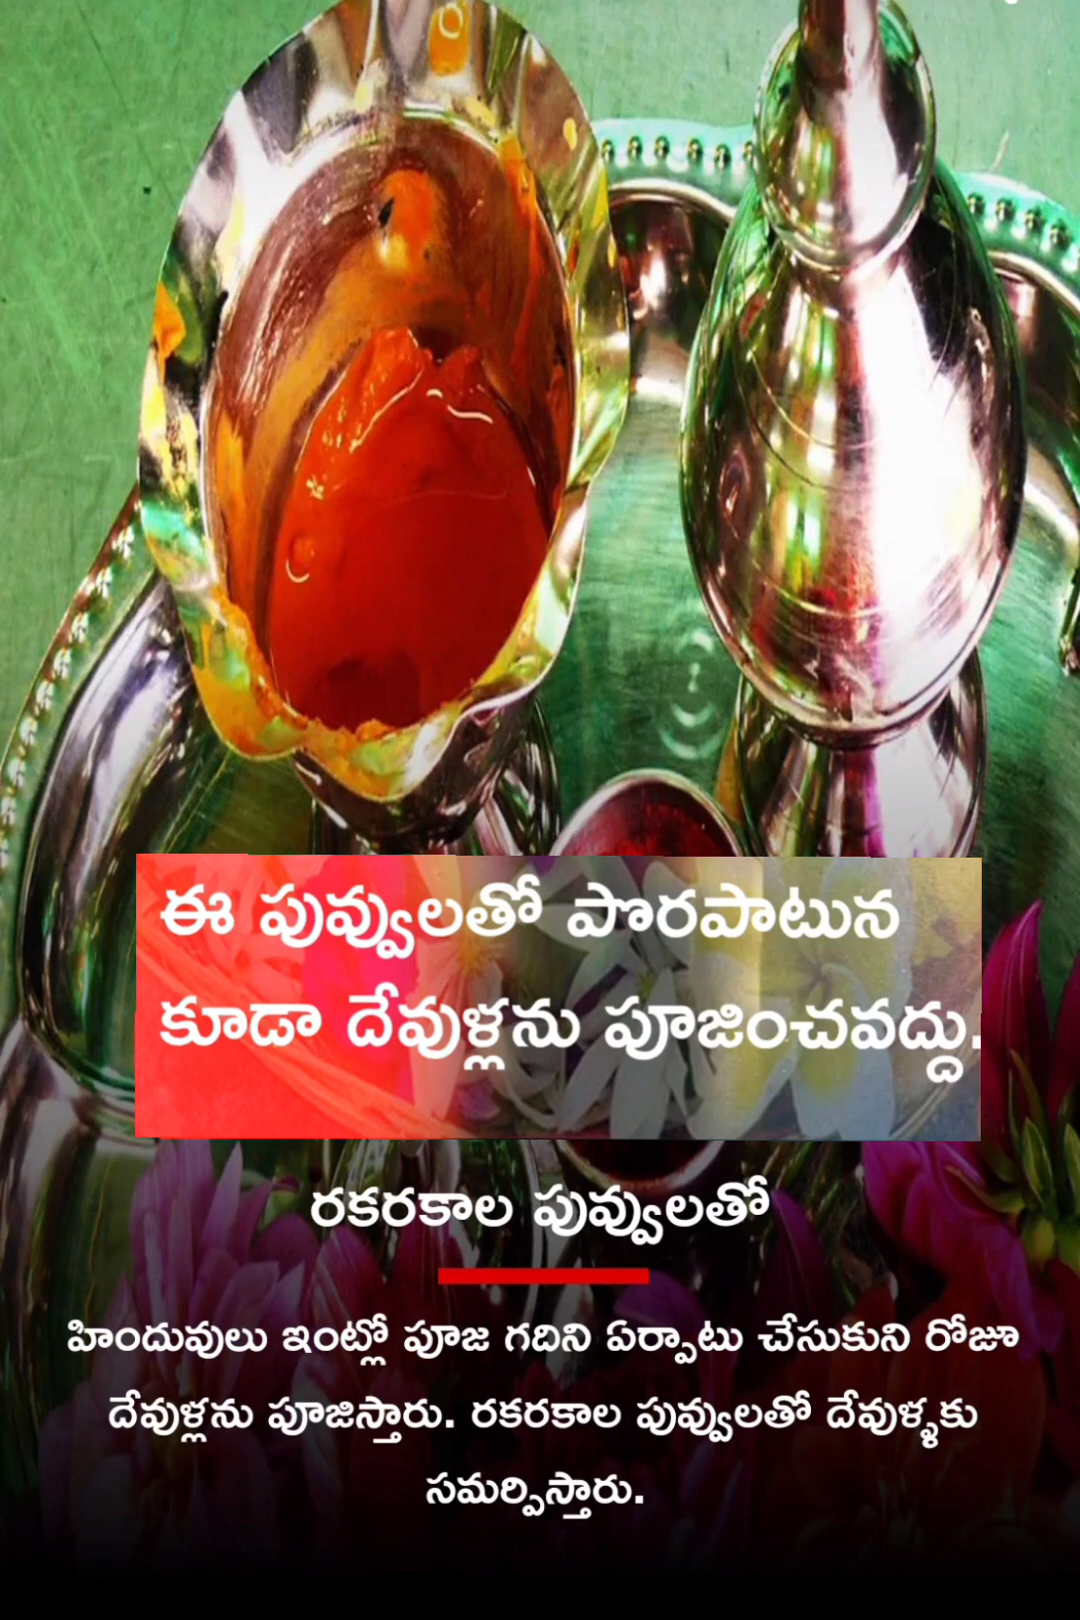 ఈ పువ్వులతో పొరపాటున
కూడా దేవుళ్లను పూజించవద్దు.
రకరకాల పువ్వులతో
హిందువులు ఇంట్లో పూజ గదిని ఏర్పాటు చేసుకుని రోజూ
దేవుళ్లను పూజిస్తారు. రకరకాల పువ్వులతో దేవుళ్ళకు
సమర్పిస్తారు.